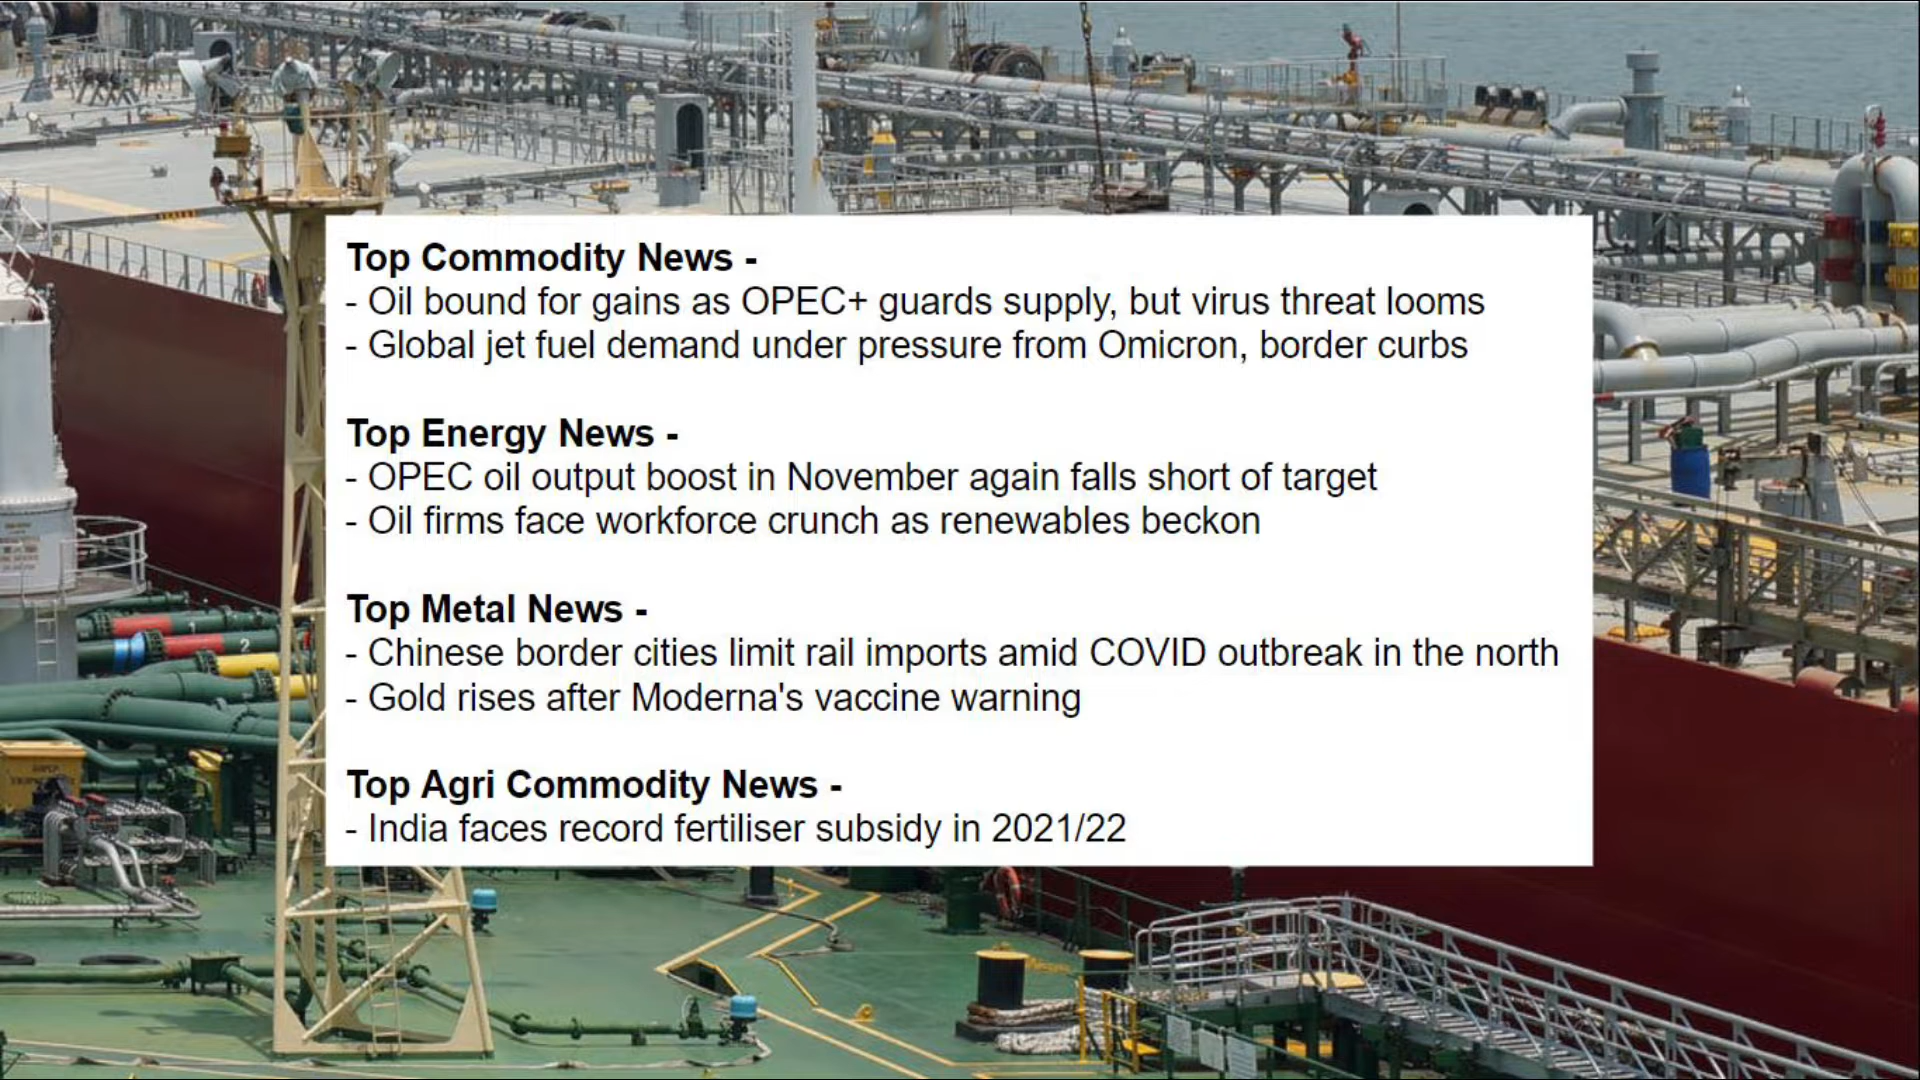 Top Commodity News -
- Oil bound for gains as OPEC+ guards supply, but virus threat looms
- Global jet fuel demand under pressure from Omicron, border curbs
Top Energy News -
- OPEC oil output boost in November again falls short of target
- Oil firms face workforce crunch as renewables beckon
Top Metal News -
- Chinese border cities limit rail imports amid COVID outbreak in the north
- Gold rises after Moderna's vaccine warning
Top Agri Commodity News -
- India faces record fertiliser subsidy in 2021/22
1
2